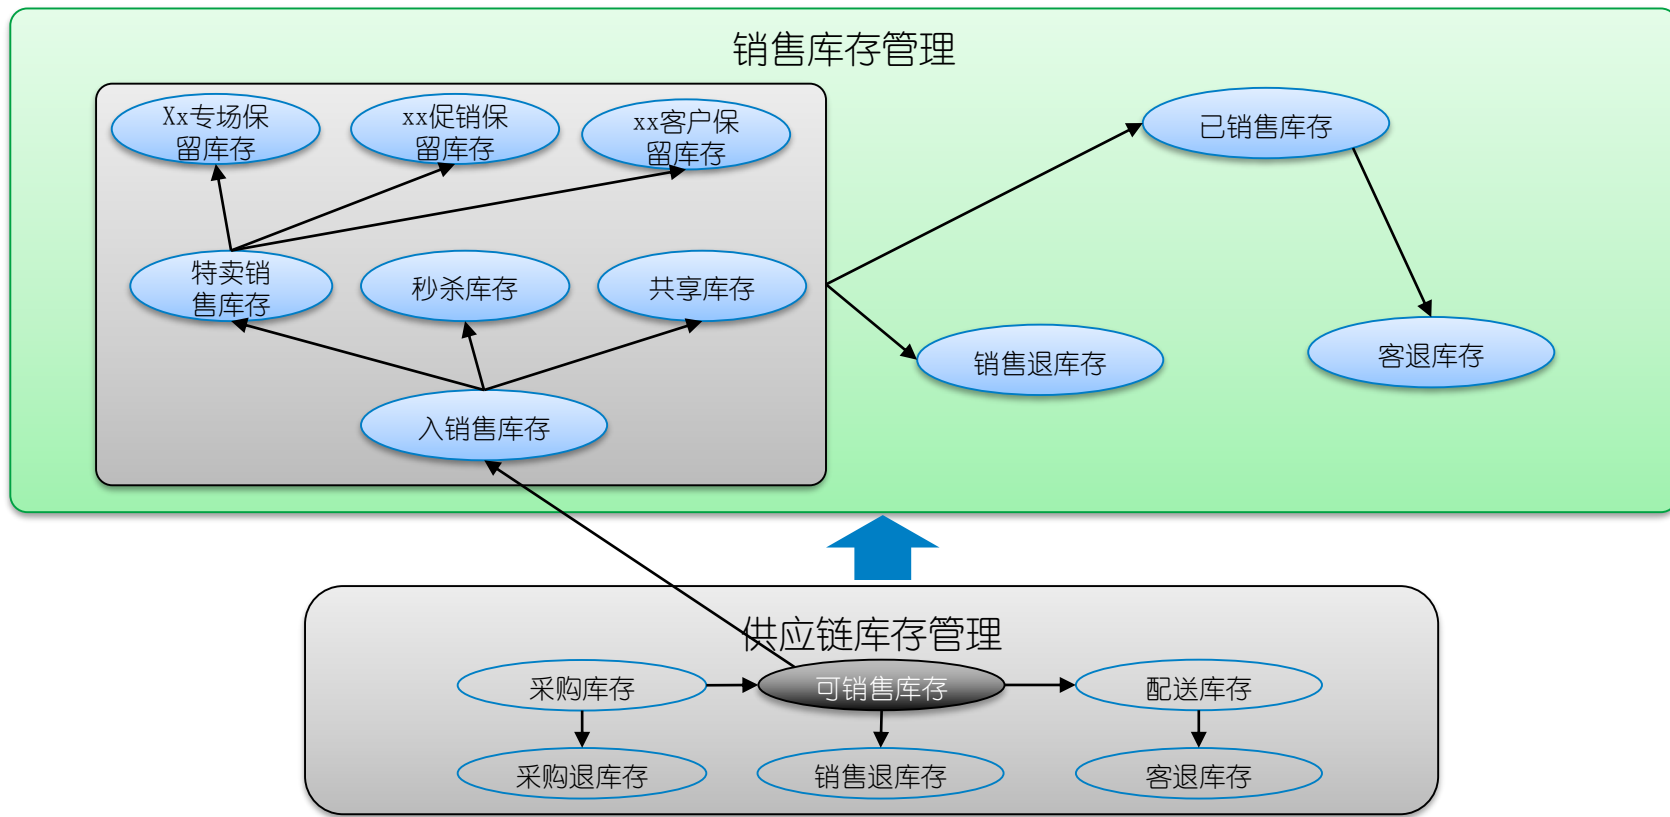 销售库存管理
Xx专场保
留库存
xx促销保
留库存
xx客户保
留库存
已销售库存
特卖销
售库存
秒杀库存
共享库存
销售退库存
客退库存
入销售库存
供应链库存管理
采购库存
可销售库存
配送库存
采购退库存
销售退库存
客退库存